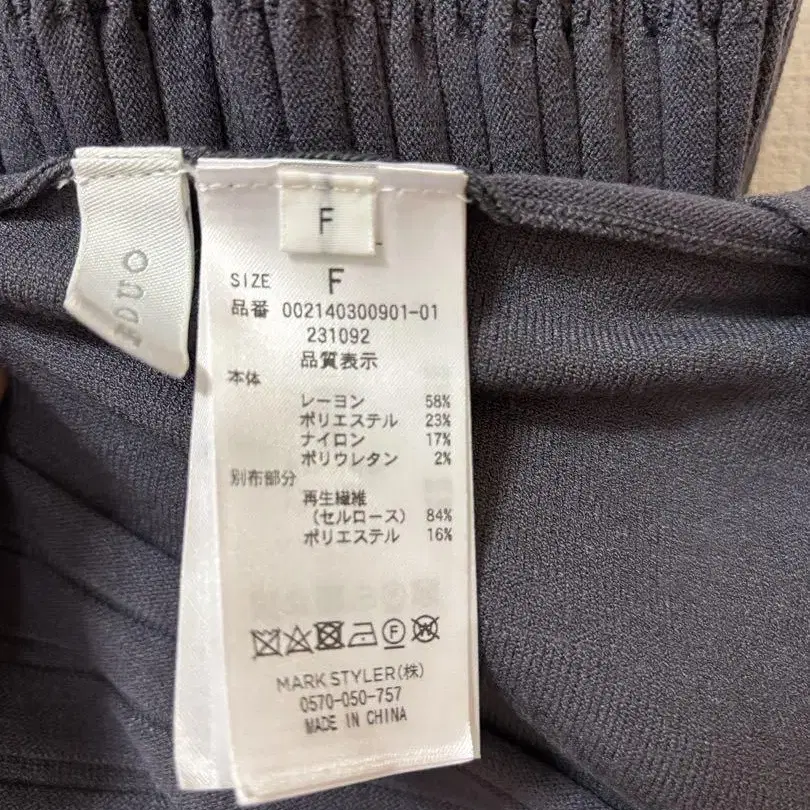 F
SIZE F
品番 002140300901-01
231092
品質表示
本体
レーヨン 58%
ポリエステル 23%
ナイロン 17%
ポリウレタン 2%
別布部分
再生繊維
(セルロース) 84%
ポリエステル 16%
F W
MARK STYLER(株)
0570-050-757
MADE IN CHINA